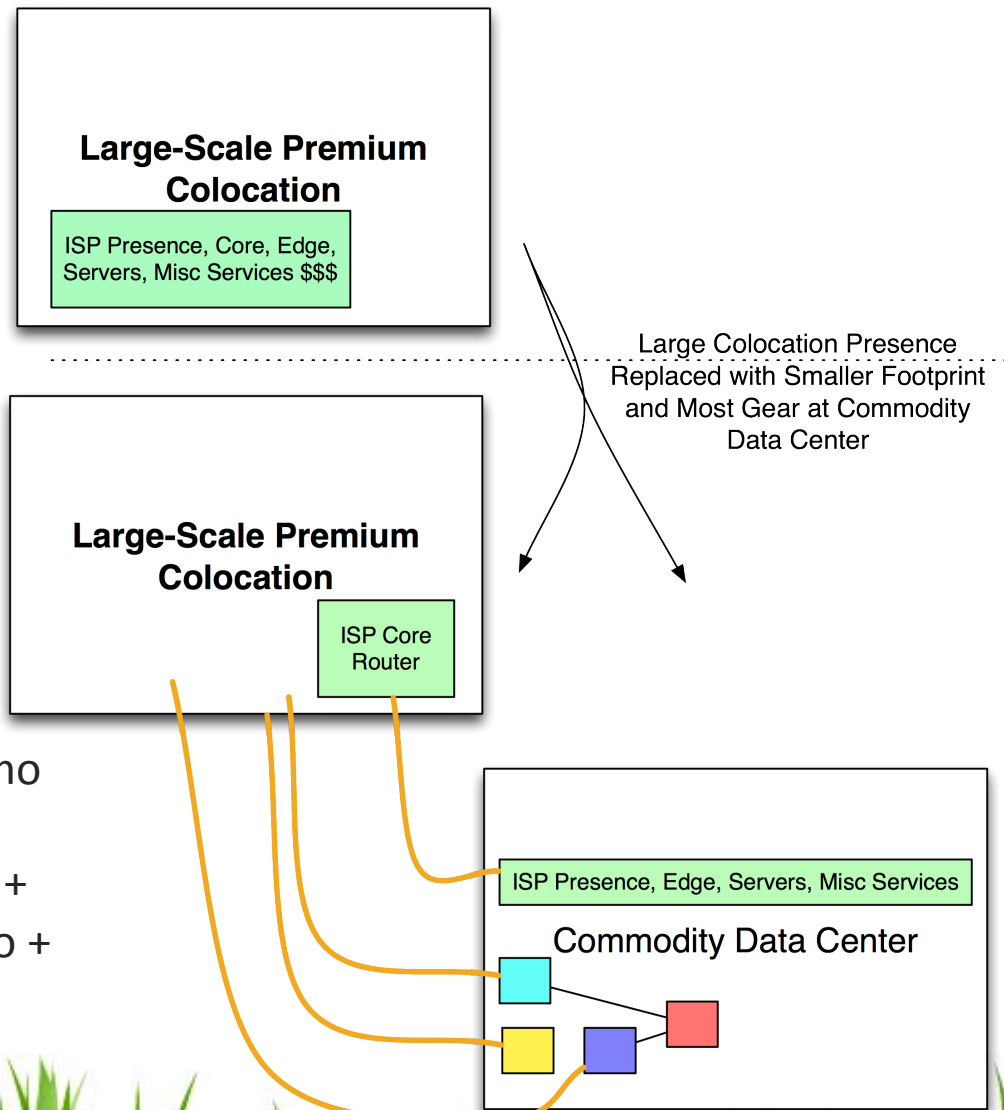 Large-Scale Premium
Colocation
ISP Presence, Core, Edge,
Servers, Misc Services $$$
Large Colocation Presence
Replaced with Smaller Footprint
and Most Gear at Commodity
Data Center
Large-Scale Premium
Colocation
ISP Core
Router
+
+
ISP Presence, Edge, Servers, Misc Services
Commodity Data Center